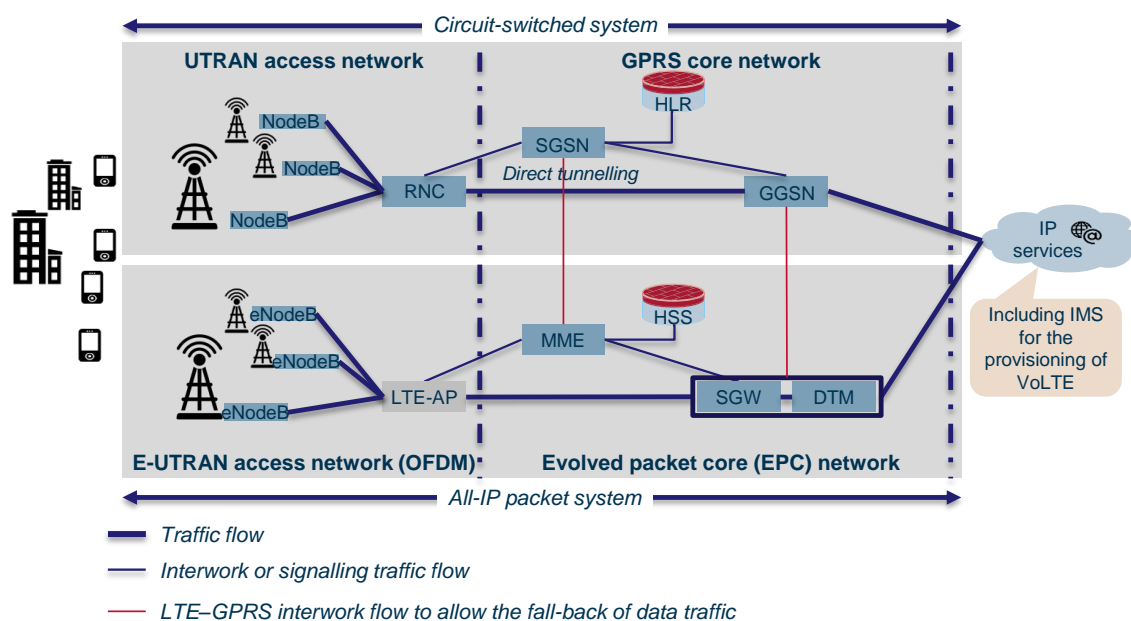 Circuit-switched system
UTRAN access network
GPRS core network
HLR
NodeB
SGSN
NodeB
Direct tunnelling
RNC
GGSN
NodeB
IP
services
@
eNodeB
HSS
Including IMS
for the
provisioning of
VoLTE
MME
eNodeB
LTE-AP
SGW
DTM
eNodeB
E-UTRAN access network (OFDM)
Evolved packet core (EPC) network
All-IP packet system
Traffic flow
Interwork or signalling traffic flow
LTE–GPRS interwork flow to allow the fall-back of data traffic